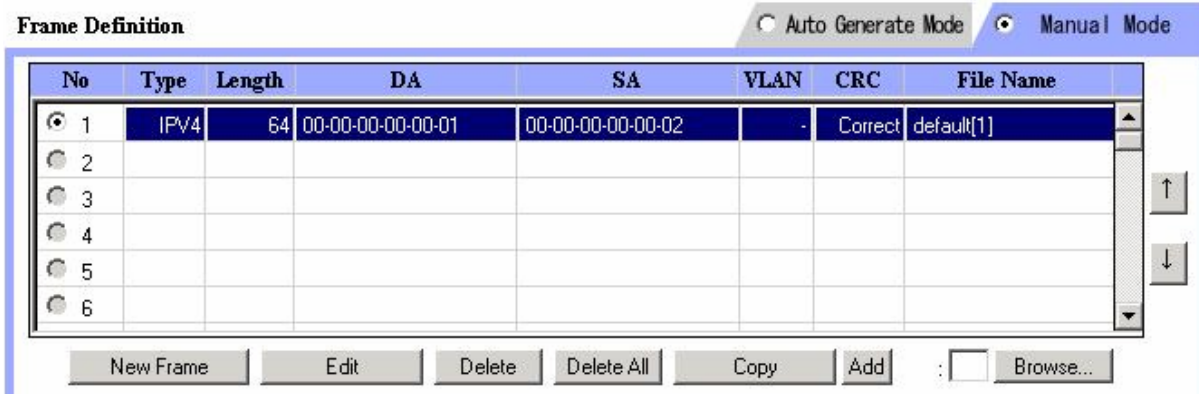 Frame Definition Auto Generate Mode Manual Mode
No Type Length DA SA VLAN CRC File Name
1 IPV4 64 00-00-00-00-00-01 00-00-00-00-00-02 - Correct default[1]
2
3
↑
4
5
↓
6
New Frame Edit Delete Delete All Copy Add : Browse...